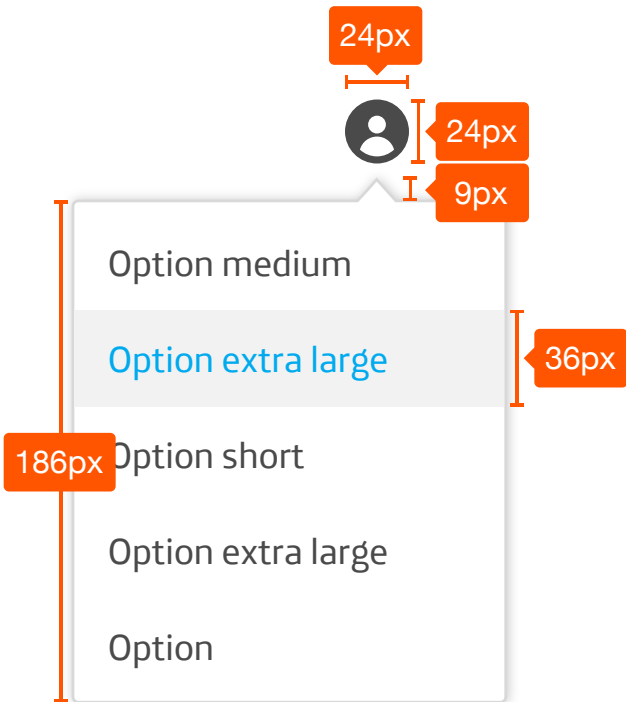 24px
24px
9px
Option medium
Option extra large
36px
186px
Option short
Option extra large
Option